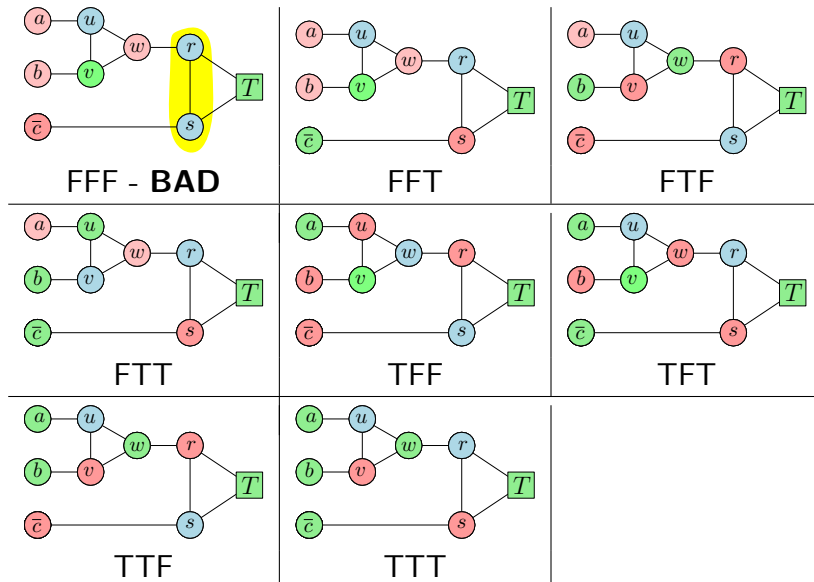 a u w r
b v T
c̅ s
FFF - BAD
a u w r
b v T
c̅ s
FFT
a u w r
b v T
c̅ s
FTF
a u w r
b v T
c̅ s
FTT
a u w r
b v T
c̅ s
TFF
a u w r
b v T
c̅ s
TFT
a u w r
b v T
c̅ s
TTF
a u w r
b v T
c̅ s
TTT